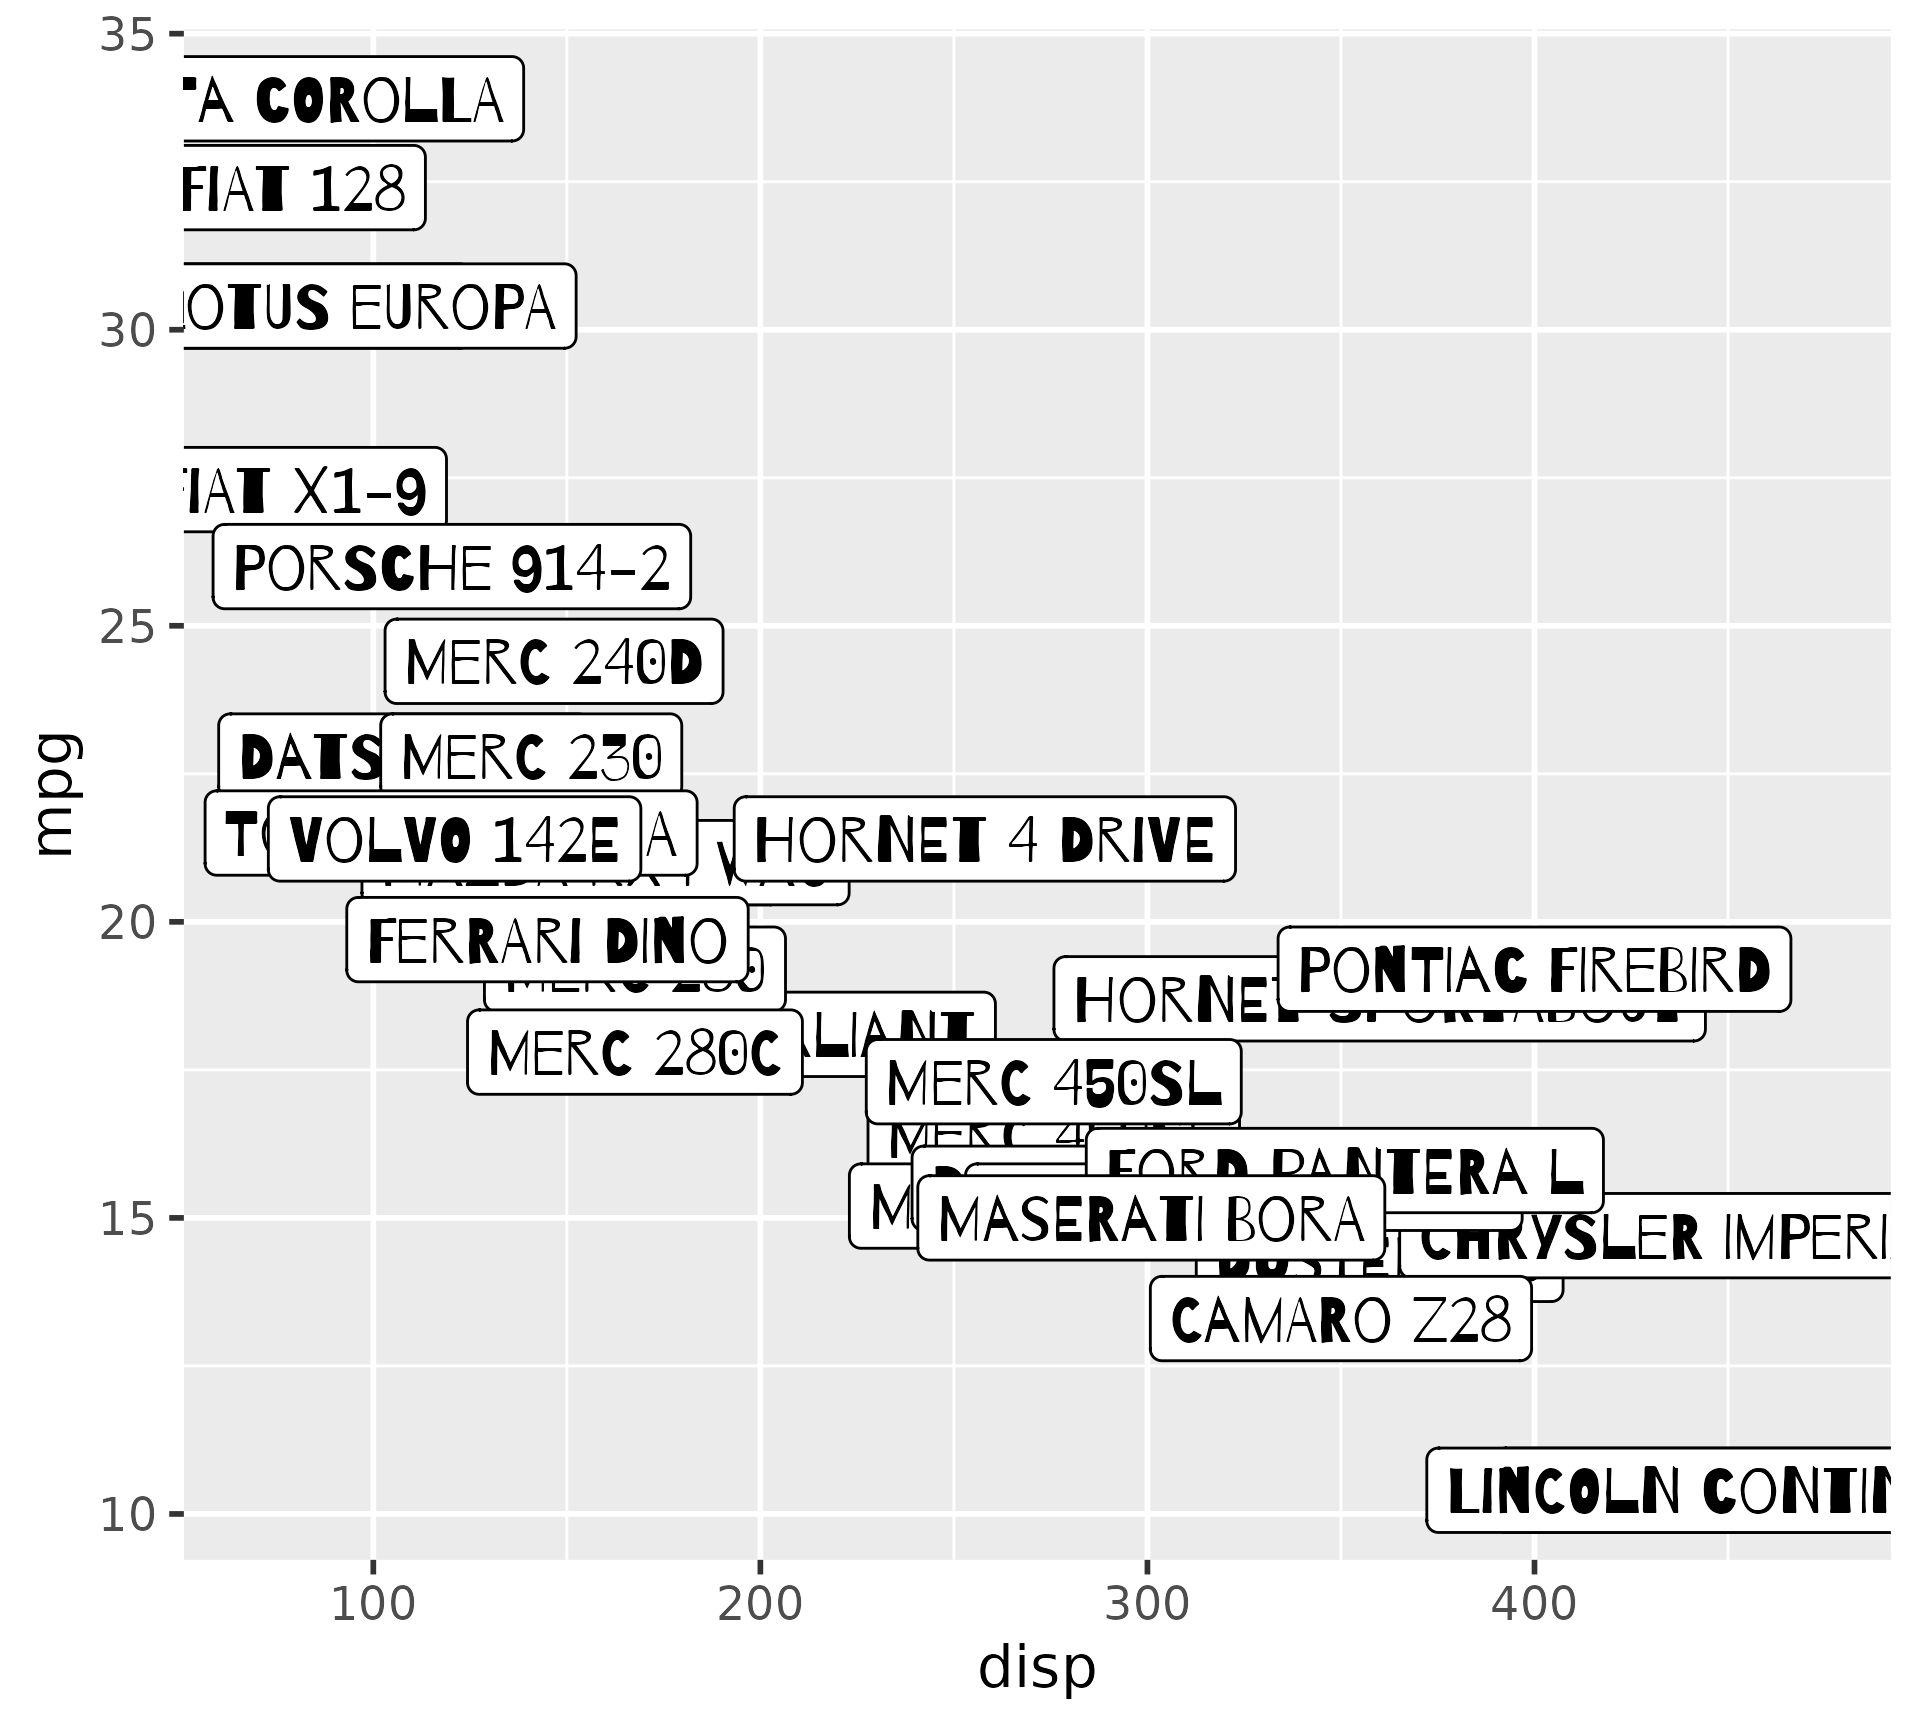 35
TA COROLLA
FIAT 128
OTUS EUROPA
30
FIAT X1-9
PORSCHE 914-2
25
MERC 240D
DATS MERC 230
VOLVO 142E A HORNET 4 DRIVE
mpg
20
FERRARI DINO
PONTIAC FIREBIRD
HORNET
MERC 280C ALIANT
MERC 450SL
FORD PANTERA L
15
MASERATI BORA
CHRYSLER IMPERI
CAMARO Z28
LINCOLN CONTIN
10
100 200 300 400
disp